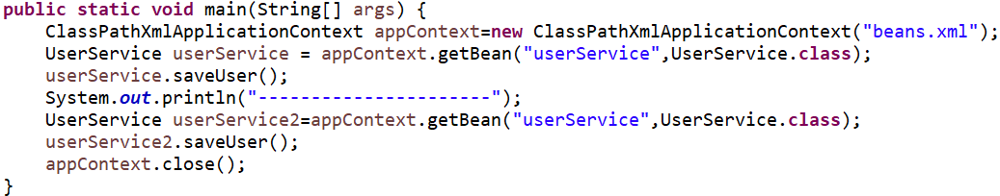 public static void main(String[] args) {
ClassPathXmlApplicationContext appContext=new ClassPathXmlApplicationContext("beans.xml");
UserService userService = appContext.getBean("userService",UserService.class);
userService.saveUser();
System.out.println("----------------------");
UserService userService2=appContext.getBean("userService",UserService.class);
userService2.saveUser();
appContext.close();
}